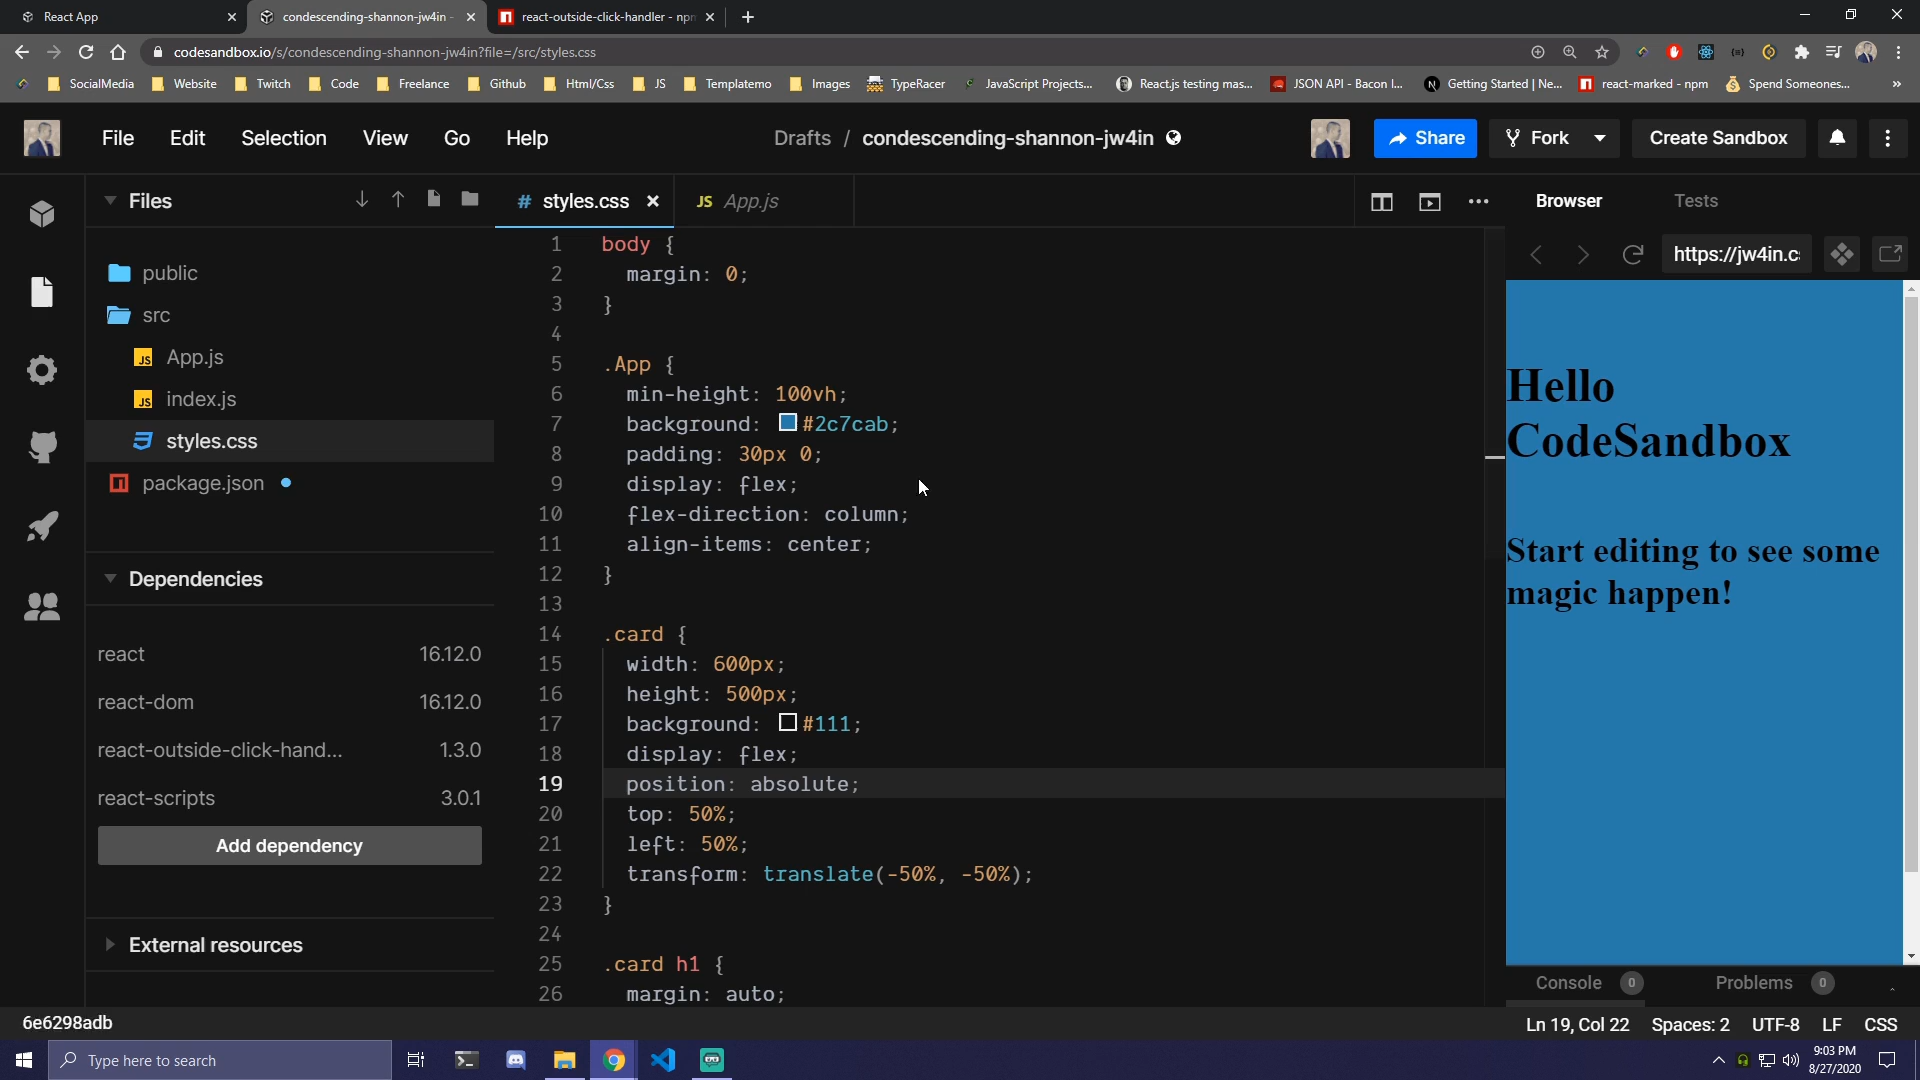 React App
condescending-shannon-jw4in -
react-outside-click-handler - npm
codesandbox.io/s/condescending-shannon-jw4in?file=/src/styles.css
SocialMedia
Website
Twitch
Code
Freelance
Github
Html/Css
JS
Templatemo
Images
TypeRacer
JavaScript Projects...
React.js testing mas...
JSON API - Bacon I...
Getting Started | Ne...
react-marked - npm
Spend Someones...
»
File Edit Selection View Go Help
Drafts / condescending-shannon-jw4in
Share
Fork
Create Sandbox
Files
# styles.css
JS App.js
Browser
Tests
https://jw4in.c
public
src
JS App.js
JS index.js
styles.css
package.json
Dependencies
react 16.12.0
react-dom 16.12.0
react-outside-click-hand... 1.3.0
react-scripts 3.0.1
Add dependency
External resources
1 body {
2 margin: 0;
3 }
4
5 .App {
6 min-height: 100vh;
7 background: #2c7cab;
8 padding: 30px 0;
9 display: flex;
10 flex-direction: column;
11 align-items: center;
12 }
13
14 .card {
15 width: 600px;
16 height: 500px;
17 background: #111;
18 display: flex;
19 position: absolute;
20 top: 50%;
21 left: 50%;
22 transform: translate(-50%, -50%);
23 }
24
25 .card h1 {
26 margin: auto;
Hello
CodeSandbox
Start editing to see some
magic happen!
Console 0
Problems 0
6e6298adb
Ln 19, Col 22
Spaces: 2
UTF-8
LF
CSS
Type here to search
9:03 PM
8/27/2020